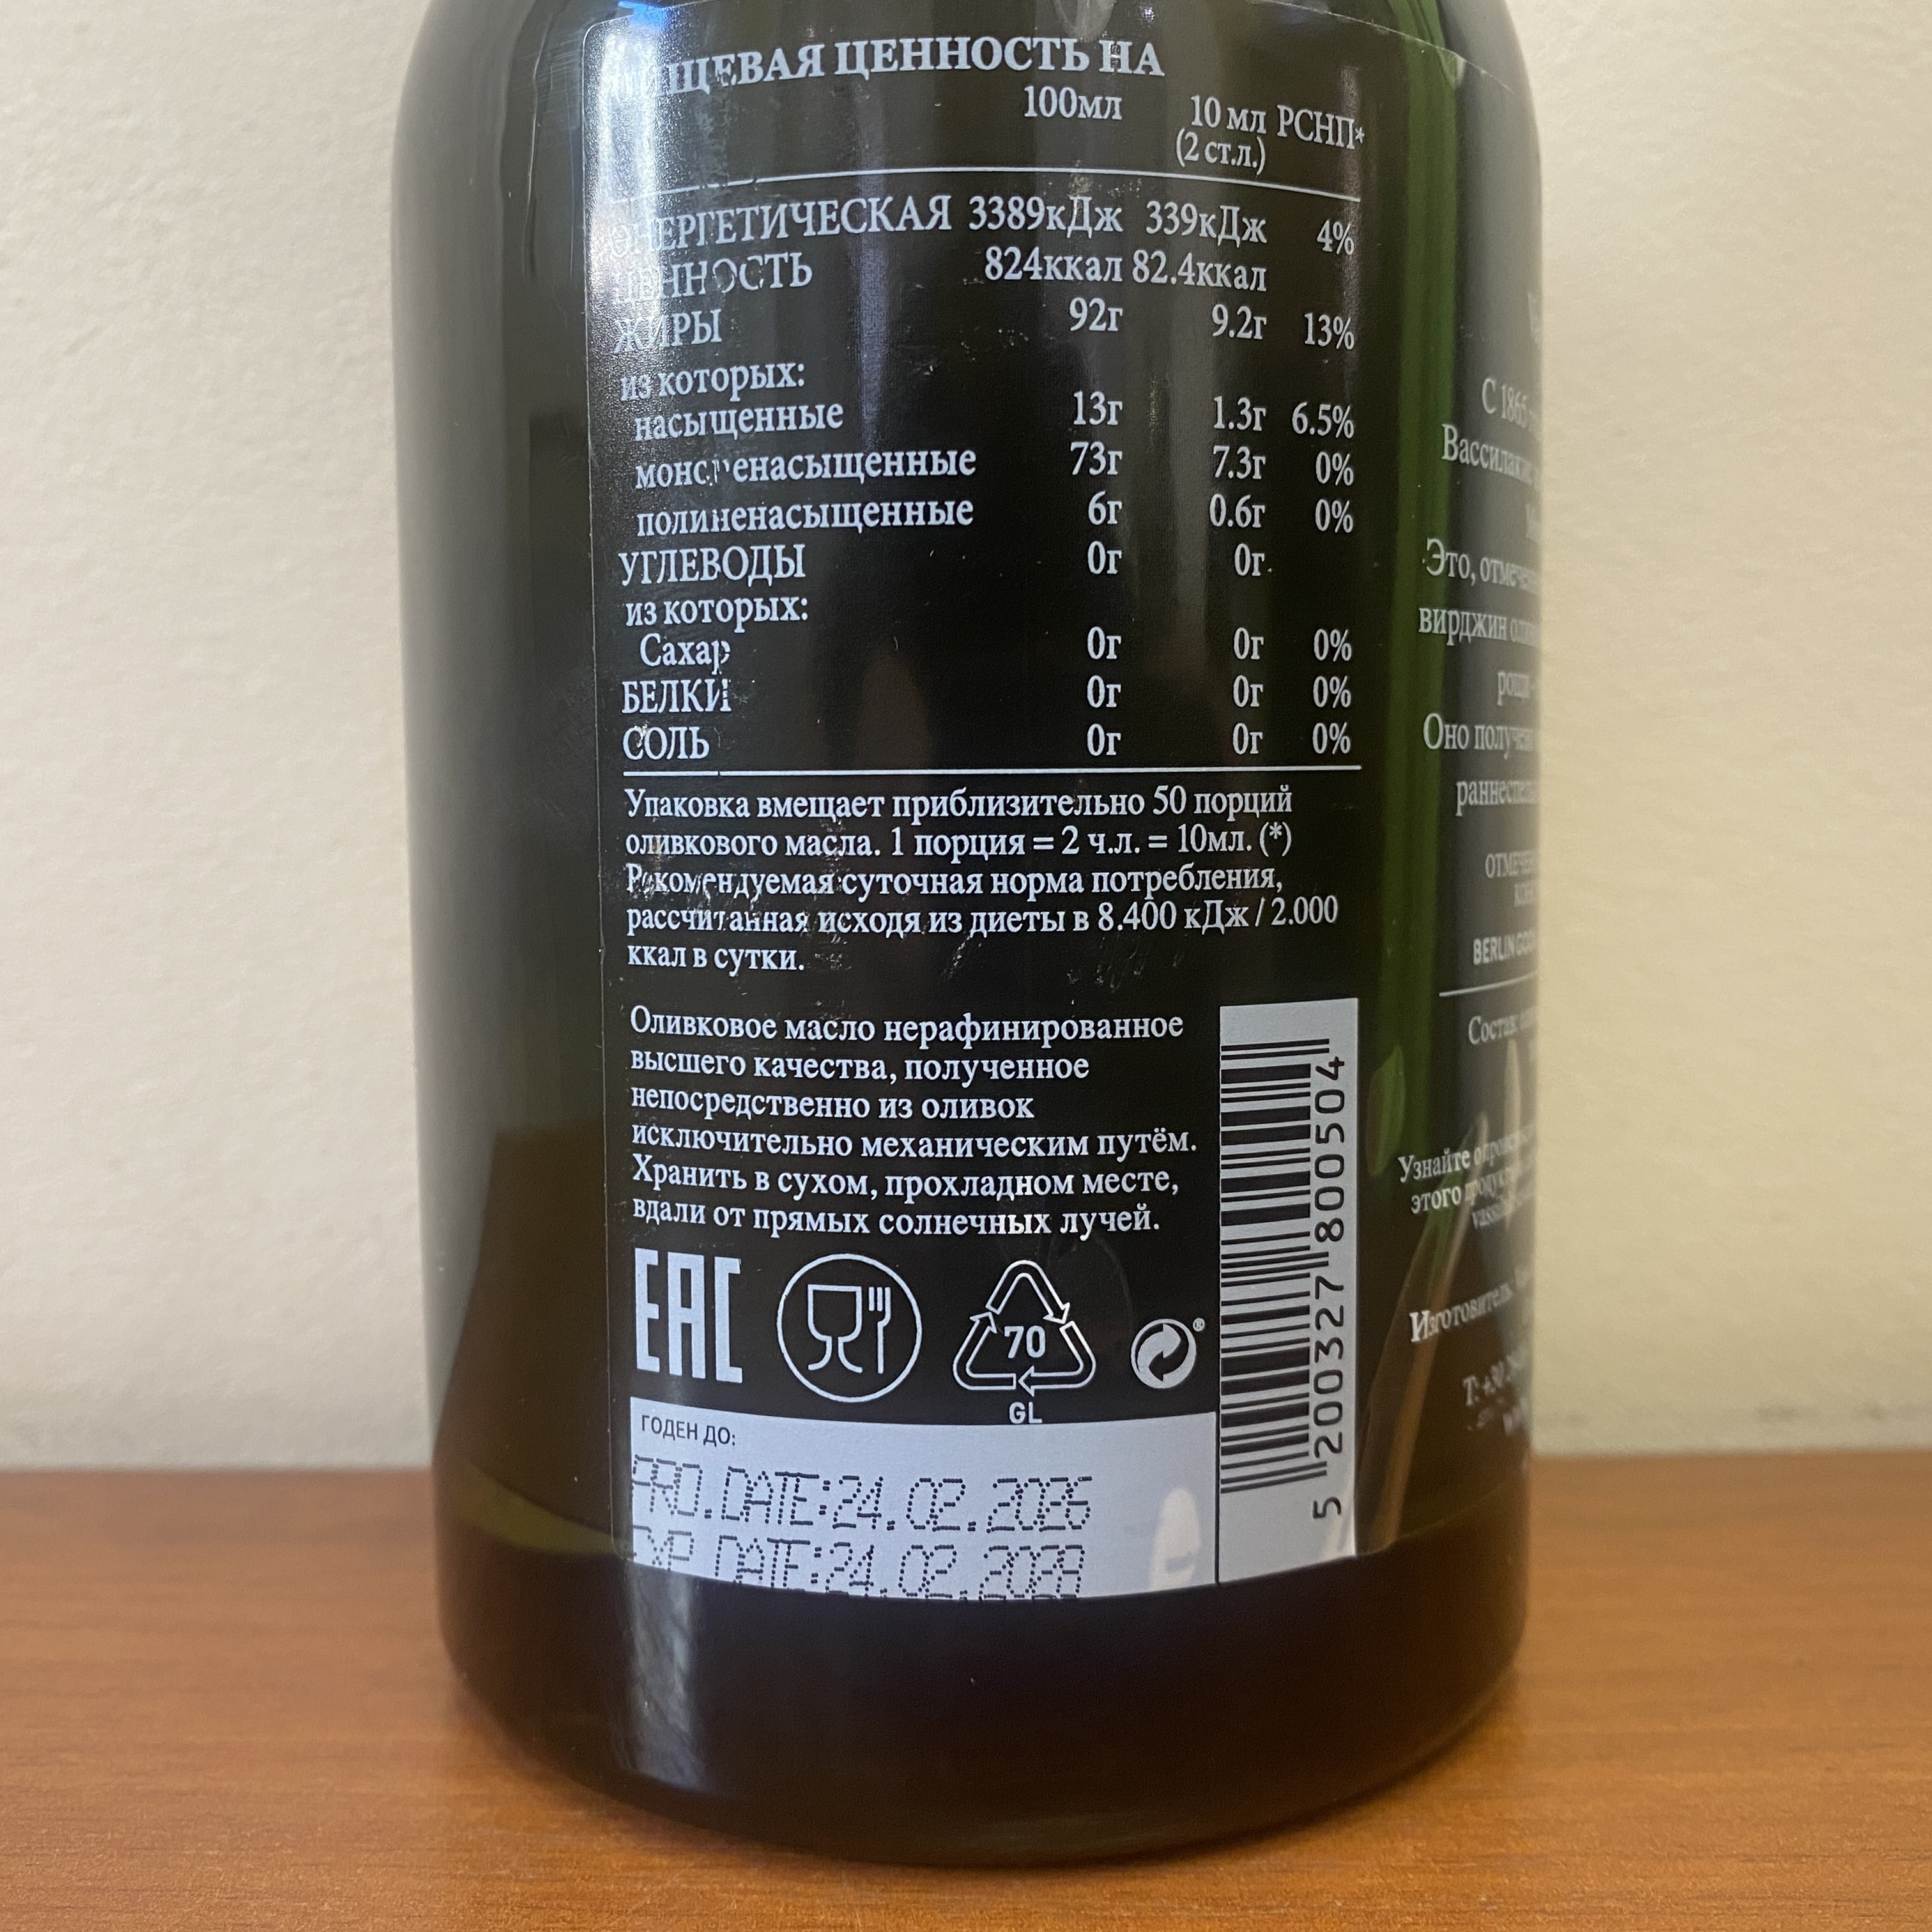 ПИЩЕВАЯ ЦЕННОСТЬ НА
100мл 10 мл РСНП*
(2 ст.л.)
ЭНЕРГЕТИЧЕСКАЯ 3389кДж 339кДж 4%
ЦЕННОСТЬ 824ккал 82.4ккал
ЖИРЫ 92г 9.2г 13%
из которых:
насыщенные 13г 1.3г 6.5%
мононенасыщенные 73г 7.3г 0%
полиненасыщенные 6г 0.6г 0%
УГЛЕВОДЫ 0г 0г
из которых:
Сахар 0г 0г 0%
БЕЛКИ 0г 0г 0%
СОЛЬ 0г 0г 0%
Упаковка вмещает приблизительно 50 порций
оливкового масла. 1 порция = 2 ч.л. = 10мл. (*)
Рекомендуемая суточная норма потребления,
рассчитанная исходя из диеты в 8.400 кДж / 2.000
ккал в сутки.
Оливковое масло нерафинированное
высшего качества, полученное
непосредственно из оливок
исключительно механическим путём.
Хранить в сухом, прохладном месте,
вдали от прямых солнечных лучей.
EAC
70
GL
5 200327 800504
ГОДЕН ДО:
PRO.DATE:24.02.2026
EXP DATE:24.02.2028
С 1865
Вассилакис
Это,
вирджин
рощи -
Оно
BERLIN
Узнайте
этого
Изготовитель:
T: +30